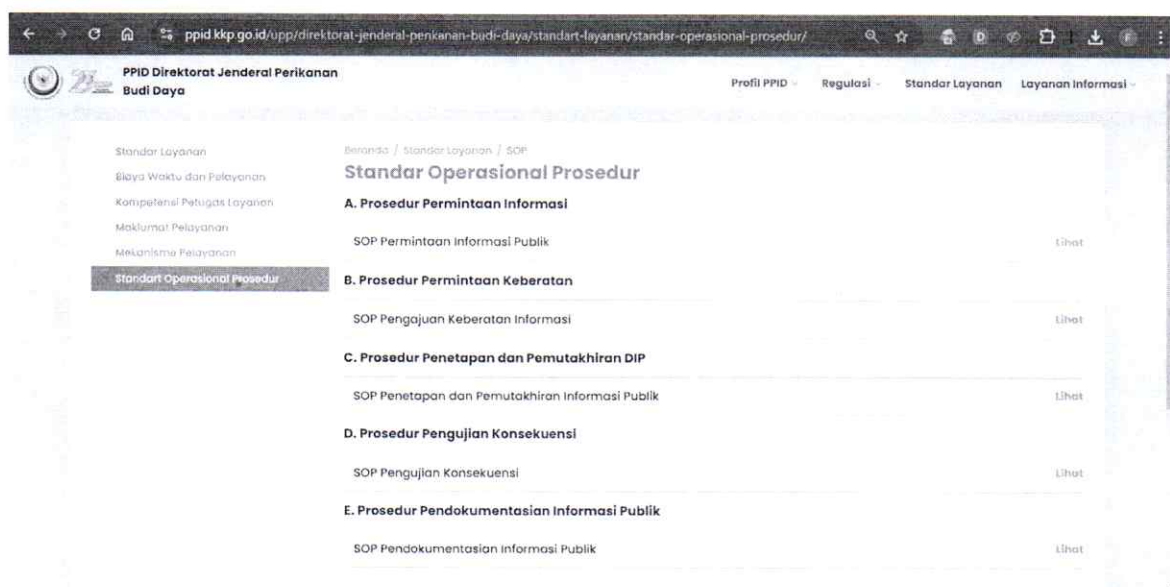 ppid.kkp.go.id/upp/direktorat-jenderal-perikanan-budi-daya/standart-layanan/standar-operasional-prosedur/
PPID Direktorat Jenderal Perikanan
Budi Daya
Profil PPID
Regulasi
Standar Layanan
Layanan Informasi
Standar Layanan
Biaya Waktu dan Pelayanan
Kompetensi Petugas Layanan
Maklumat Pelayanan
Mekanisme Pelayanan
Standart Operasional Prosedur
Beranda / Standar Layanan / SOP
Standar Operasional Prosedur
A. Prosedur Permintaan Informasi
SOP Permintaan Informasi Publik Lihat
B. Prosedur Permintaan Keberatan
SOP Pengajuan Keberatan Informasi Lihat
C. Prosedur Penetapan dan Pemutakhiran DIP
SOP Penetapan dan Pemutakhiran Informasi Publik Lihat
D. Prosedur Pengujian Konsekuensi
SOP Pengujian Konsekuensi Lihat
E. Prosedur Pendokumentasian Informasi Publik
SOP Pendokumentasian Informasi Publik Lihat